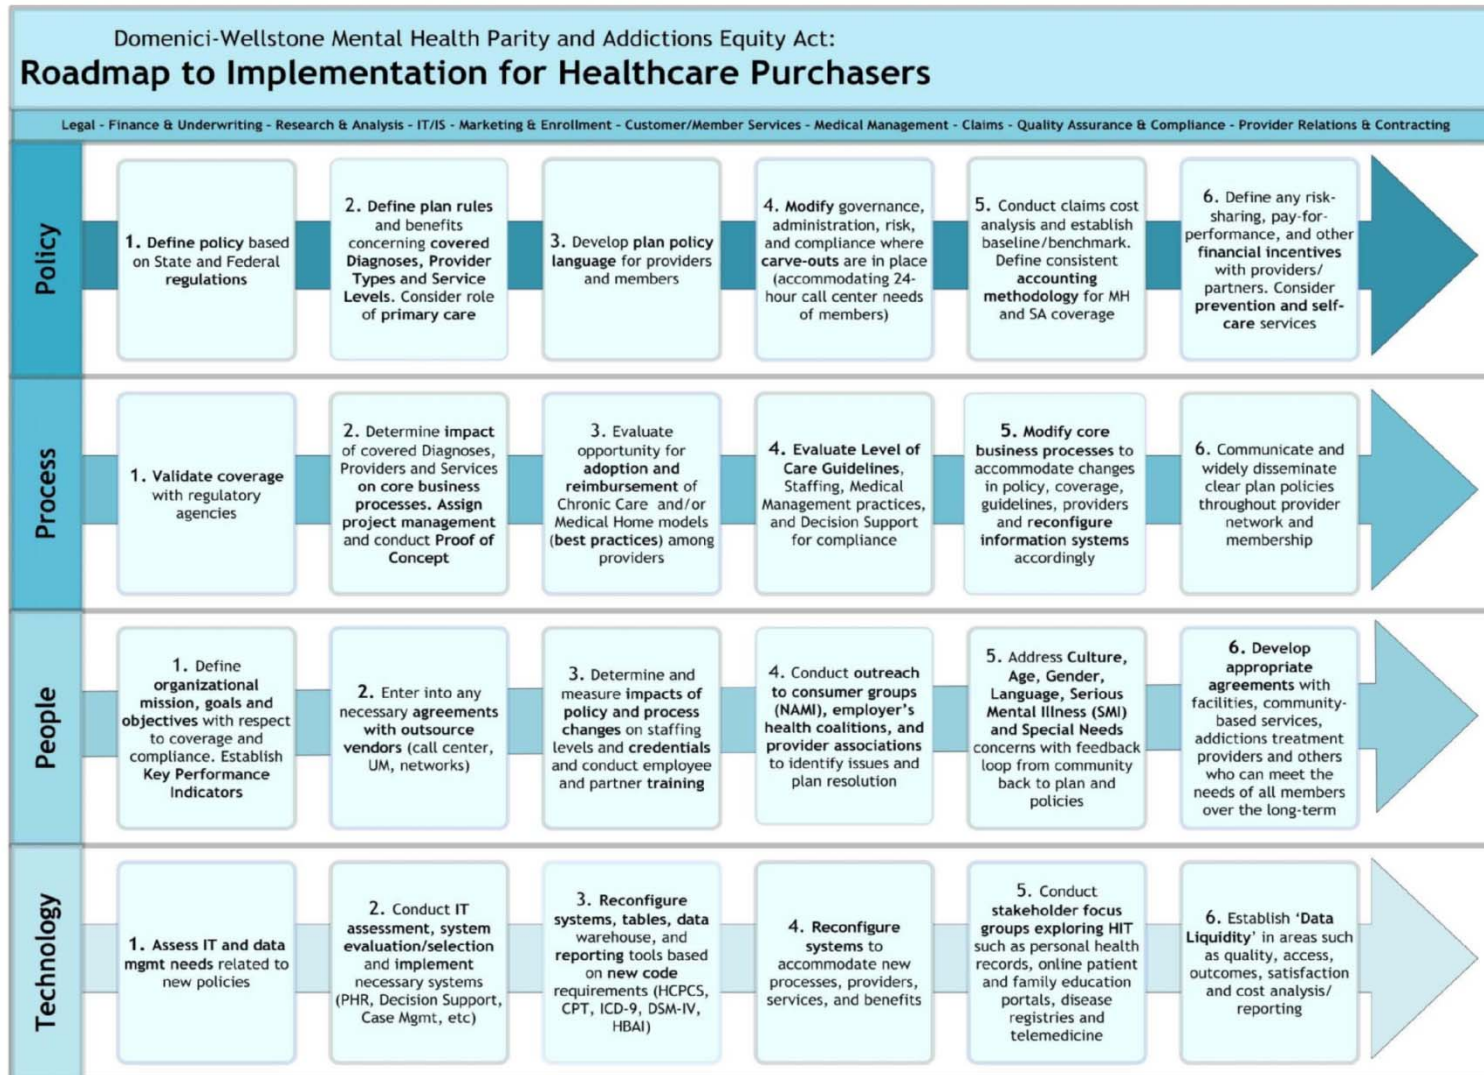 Domenici-Wellstone Mental Health Parity and Addictions Equity Act:
Roadmap to Implementation for Healthcare Purchasers
Legal - Finance & Underwriting - Research & Analysis - IT/IS - Marketing & Enrollment - Customer/Member Services - Medical Management - Claims - Quality Assurance & Compliance - Provider Relations & Contracting
Policy
1. Define policy based
on State and Federal
regulations
2. Define plan rules
and benefits
concerning covered
Diagnoses, Provider
Types and Service
Levels. Consider role
of primary care
3. Develop plan policy
language for providers
and members
4. Modify governance,
administration, risk,
and compliance where
carve-outs are in place
(accommodating 24-
hour call center needs
of members)
5. Conduct claims cost
analysis and establish
baseline/benchmark.
Define consistent
accounting
methodology for MH
and SA coverage
6. Define any risk-
sharing, pay-for-
performance, and other
financial incentives
with providers/
partners. Consider
prevention and self-
care services
Process
1. Validate coverage
with regulatory
agencies
2. Determine impact
of covered Diagnoses,
Providers and Services
on core business
processes. Assign
project management
and conduct Proof of
Concept
3. Evaluate
opportunity for
adoption and
reimbursement of
Chronic Care and/or
Medical Home models
(best practices) among
providers
4. Evaluate Level of
Care Guidelines,
Staffing, Medical
Management practices,
and Decision Support
for compliance
5. Modify core
business processes to
accommodate changes
in policy, coverage,
guidelines, providers
and reconfigure
information systems
accordingly
6. Communicate and
widely disseminate
clear plan policies
throughout provider
network and
membership
People
1. Define
organizational
mission, goals and
objectives with respect
to coverage and
compliance. Establish
Key Performance
Indicators
2. Enter into any
necessary agreements
with outsource
vendors (call center,
UM, networks)
3. Determine and
measure impacts of
policy and process
changes on staffing
levels and credentials
and conduct employee
and partner training
4. Conduct outreach
to consumer groups
(NAMI), employer's
health coalitions, and
provider associations
to identify issues and
plan resolution
5. Address Culture,
Age, Gender,
Language, Serious
Mental Illness (SMI)
and Special Needs
concerns with feedback
loop from community
back to plan and
policies
6. Develop
appropriate
agreements with
facilities, community-
based services,
addictions treatment
providers and others
who can meet the
needs of all members
over the long-term
Technology
1. Assess IT and data
mgmt needs related to
new policies
2. Conduct IT
assessment, system
evaluation/selection
and implement
necessary systems
(PHR, Decision Support,
Case Mgmt, etc)
3. Reconfigure
systems, tables, data
warehouse, and
reporting tools based
on new code
requirements (HCPCS,
CPT, ICD-9, DSM-IV,
HBAI)
4. Reconfigure
systems to
accommodate new
processes, providers,
services, and benefits
5. Conduct
stakeholder focus
groups exploring HIT
such as personal health
records, online patient
and family education
portals, disease
registries and
telemedicine
6. Establish ‘Data
Liquidity’ in areas such
as quality, access,
outcomes, satisfaction
and cost analysis/
reporting